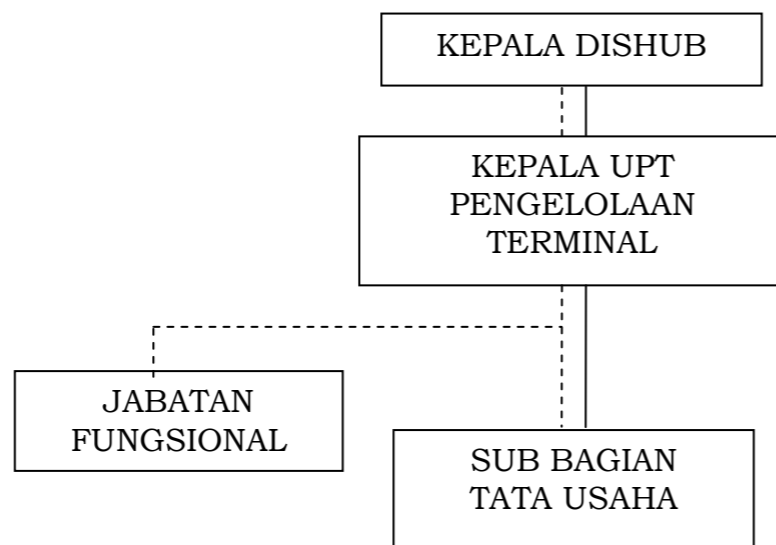 KEPALA DISHUB
KEPALA UPT
PENGELOLAAN
TERMINAL
JABATAN
FUNGSIONAL
SUB BAGIAN
TATA USAHA